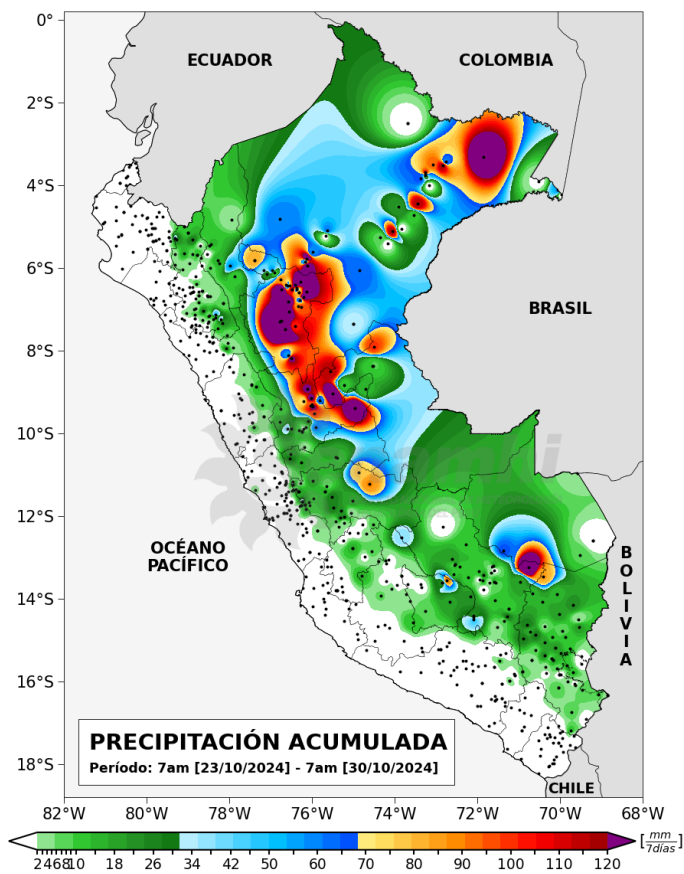 0°
2°S
4°S
6°S
8°S
10°S
12°S
14°S
16°S
18°S
ECUADOR
COLOMBIA
BRASIL
OCÉANO
PACÍFICO
B
O
L
I
V
I
A
CHILE
PRECIPITACIÓN ACUMULADA
Período: 7am [23/10/2024] - 7am [30/10/2024]
82°W 80°W 78°W 76°W 74°W 72°W 70°W 68°W
2 4 6 8 10 18 26 34 42 50 60 70 80 90 100 110 120
[mm/7días]